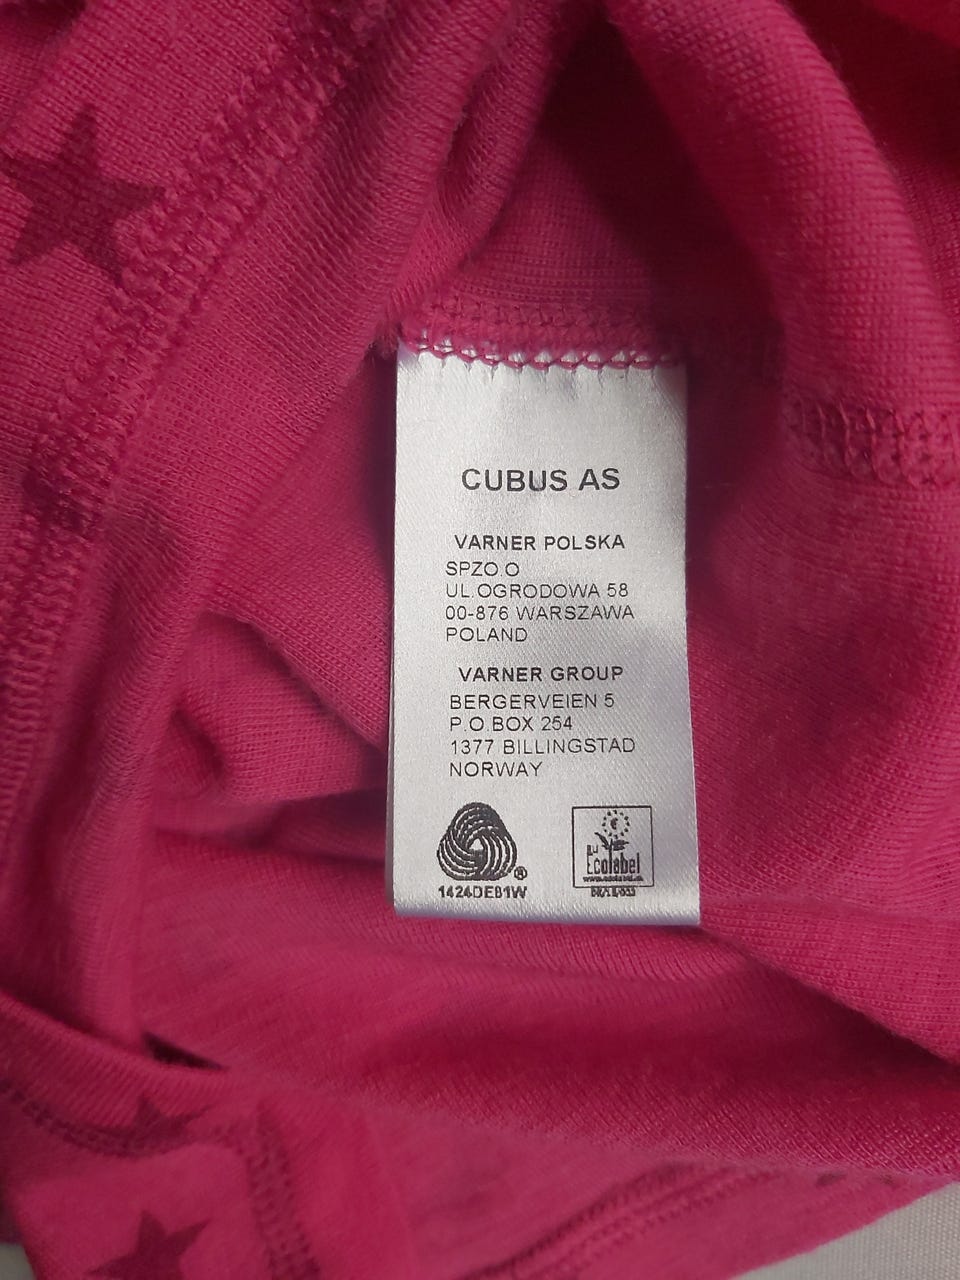 CUBUS AS
VARNER POLSKA
SPZO.O
UL.OGRODOWA 58
00-876 WARSZAWA
POLAND
VARNER GROUP
BERGERVEIEN 5
P.O.BOX 254
1377 BILLINGSTAD
NORWAY
®
1424DE81W
EU
Ecolabel